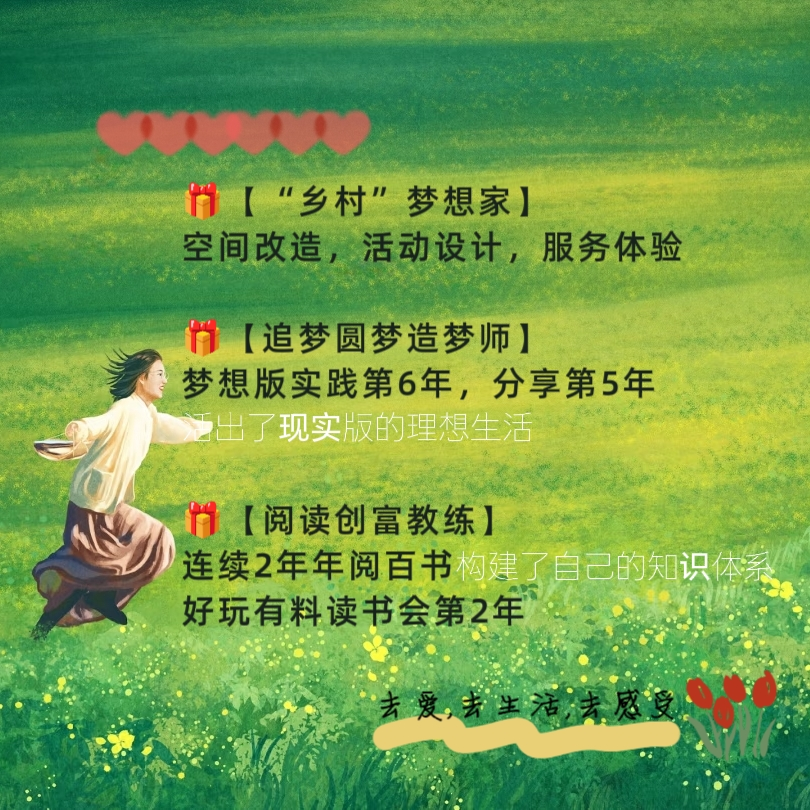 🎁【“乡村”梦想家】
空间改造，活动设计，服务体验
🎁【追梦圆梦造梦师】
梦想版实践第6年，分享第5年
活出了现实版的理想生活
🎁【阅读创富教练】
连续2年年阅百书构建了自己的知识体系
好玩有料读书会第2年
去爱,去生活,去感受